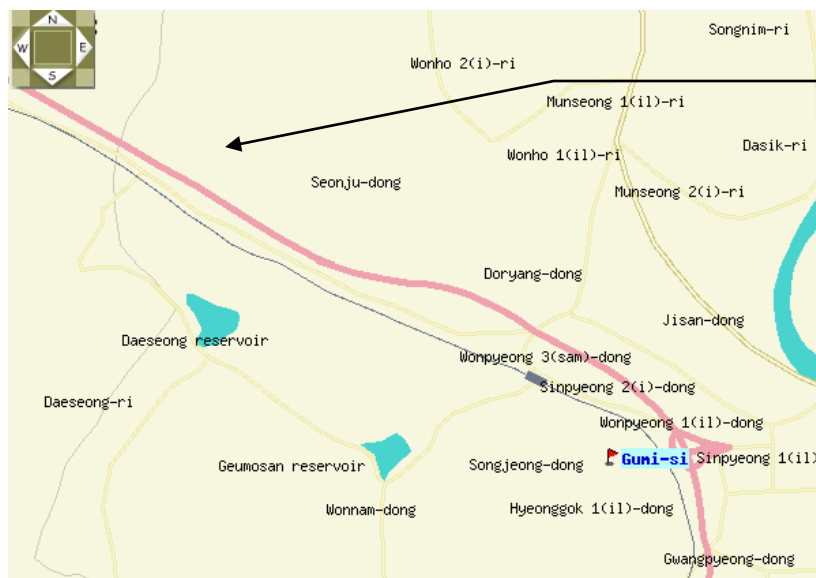 N
W E
S
Songnim-ri
Wonho 2(i)-ri
Munseong 1(il)-ri
Dasik-ri
Wonho 1(il)-ri
Seonju-dong
Munseong 2(i)-ri
Doryang-dong
Jisan-dong
Daeseong reservoir
Wonpyeong 3(sam)-dong
Sinpyeong 2(i)-dong
Daeseong-ri
Wonpyeong 1(il)-dong
Gumi-si
Sinpyeong 1(il)
Geumosan reservoir
Songjeong-dong
Wonnam-dong
Hyeonggok 1(il)-dong
Gwangpyeong-dong